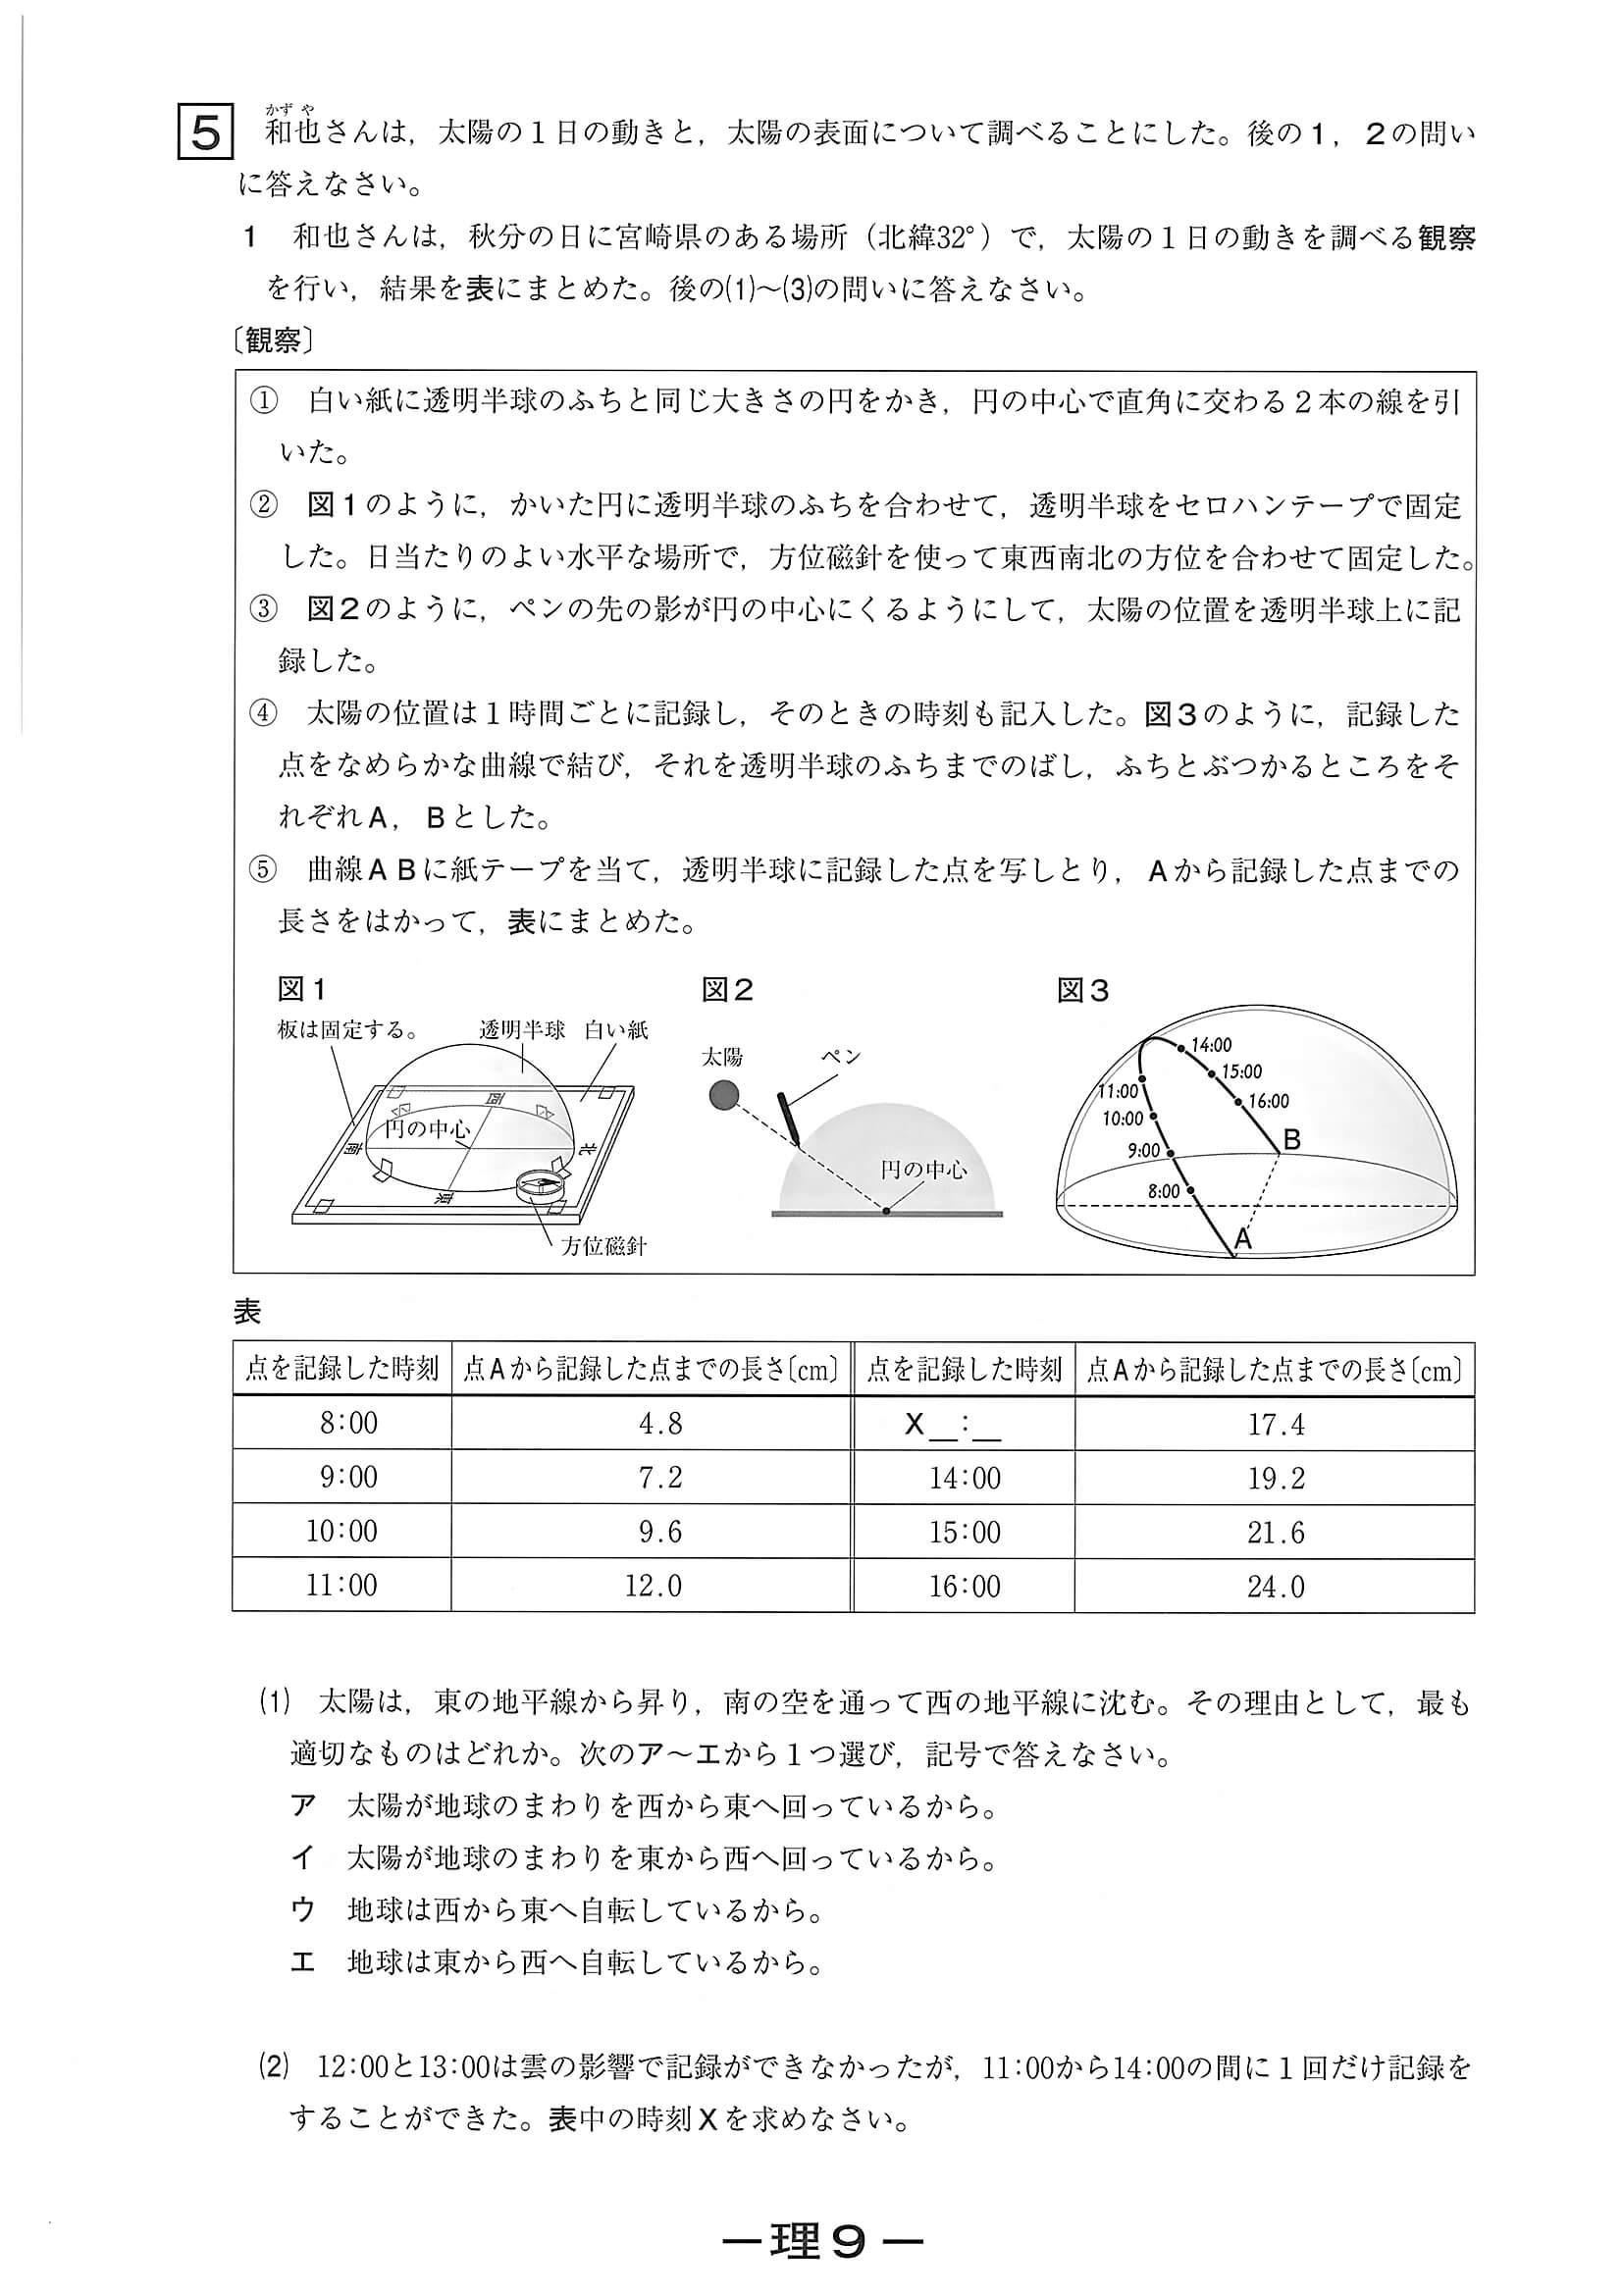 かず や
5 和也さんは，太陽の１日の動きと，太陽の表面について調べることにした。後の１，２の問い
に答えなさい。
1 和也さんは，秋分の日に宮崎県のある場所（北緯32°）で，太陽の１日の動きを調べる観察
を行い，結果を表にまとめた。後の⑴～⑶の問いに答えなさい。
〔観察〕
① 白い紙に透明半球のふちと同じ大きさの円をかき，円の中心で直角に交わる２本の線を引
いた。
② 図１のように，かいた円に透明半球のふちを合わせて，透明半球をセロハンテープで固定
した。日当たりのよい水平な場所で，方位磁針を使って東西南北の方位を合わせて固定した。
③ 図２のように，ペンの先の影が円の中心にくるようにして，太陽の位置を透明半球上に記
録した。
④ 太陽の位置は１時間ごとに記録し，そのときの時刻も記入した。図３のように，記録した
点をなめらかな曲線で結び，それを透明半球のふちまでのばし，ふちとぶつかるところをそ
れぞれＡ，Ｂとした。
⑤ 曲線ＡＢに紙テープを当て，透明半球に記録した点を写しとり，Ａから記録した点までの
長さをはかって，表にまとめた。
図１ 図２ 図３
板は固定する。 透明半球 白い紙
西
円の中心
南 北
東
方位磁針
太陽 ペン
円の中心
14:00
15:00
11:00
16:00
10:00
9:00
B
8:00
A
表
点を記録した時刻 点Ａから記録した点までの長さ〔cm〕 点を記録した時刻 点Ａから記録した点までの長さ〔cm〕
8:00 4.8 X＿:＿ 17.4
9:00 7.2 14:00 19.2
10:00 9.6 15:00 21.6
11:00 12.0 16:00 24.0
⑴ 太陽は，東の地平線から昇り，南の空を通って西の地平線に沈む。その理由として，最も
適切なものはどれか。次のア～エから１つ選び，記号で答えなさい。
ア 太陽が地球のまわりを西から東へ回っているから。
イ 太陽が地球のまわりを東から西へ回っているから。
ウ 地球は西から東へ自転しているから。
エ 地球は東から西へ自転しているから。
⑵ 12:00と13:00は雲の影響で記録ができなかったが，11:00から14:00の間に１回だけ記録を
することができた。表中の時刻Ｘを求めなさい。
―理９―